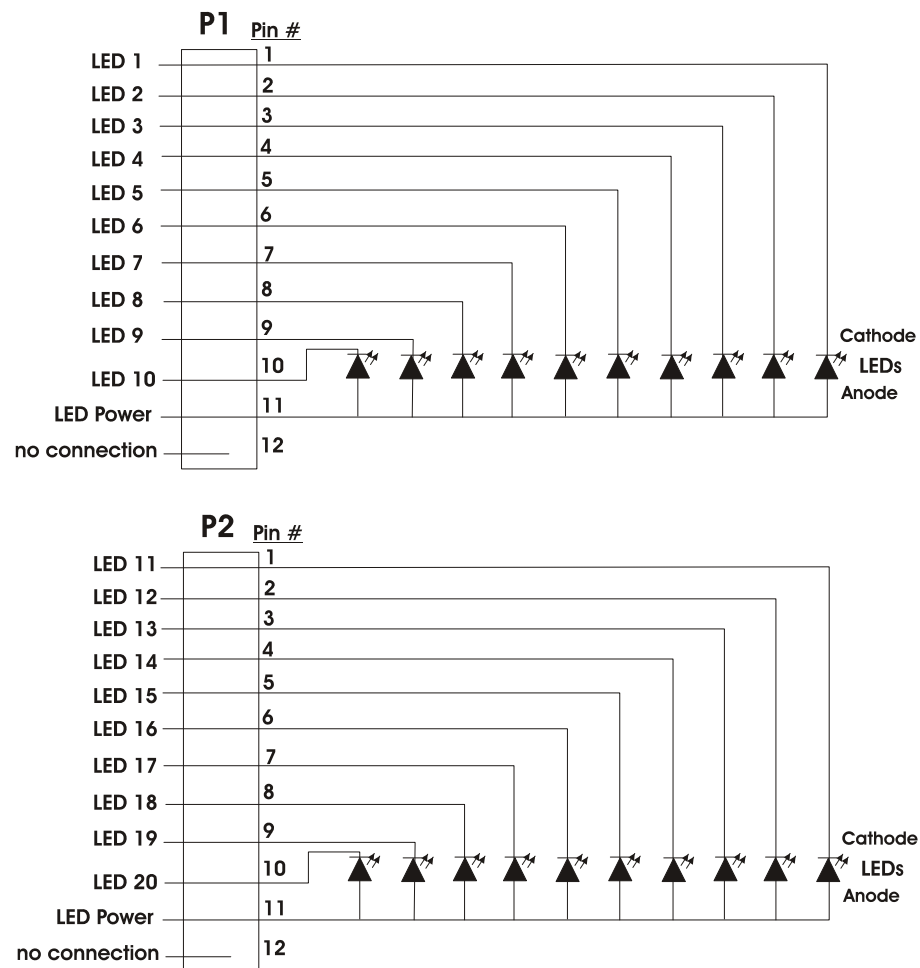 P1 Pin #
LED 1 1
LED 2 2
LED 3 3
LED 4 4
LED 5 5
LED 6 6
LED 7 7
LED 8 8
LED 9 9
Cathode
LED 10 10
LEDs
Anode
LED Power 11
no connection 12
P2 Pin #
LED 11 1
LED 12 2
LED 13 3
LED 14 4
LED 15 5
LED 16 6
LED 17 7
LED 18 8
LED 19 9
Cathode
LED 20 10
LEDs
Anode
LED Power 11
no connection 12